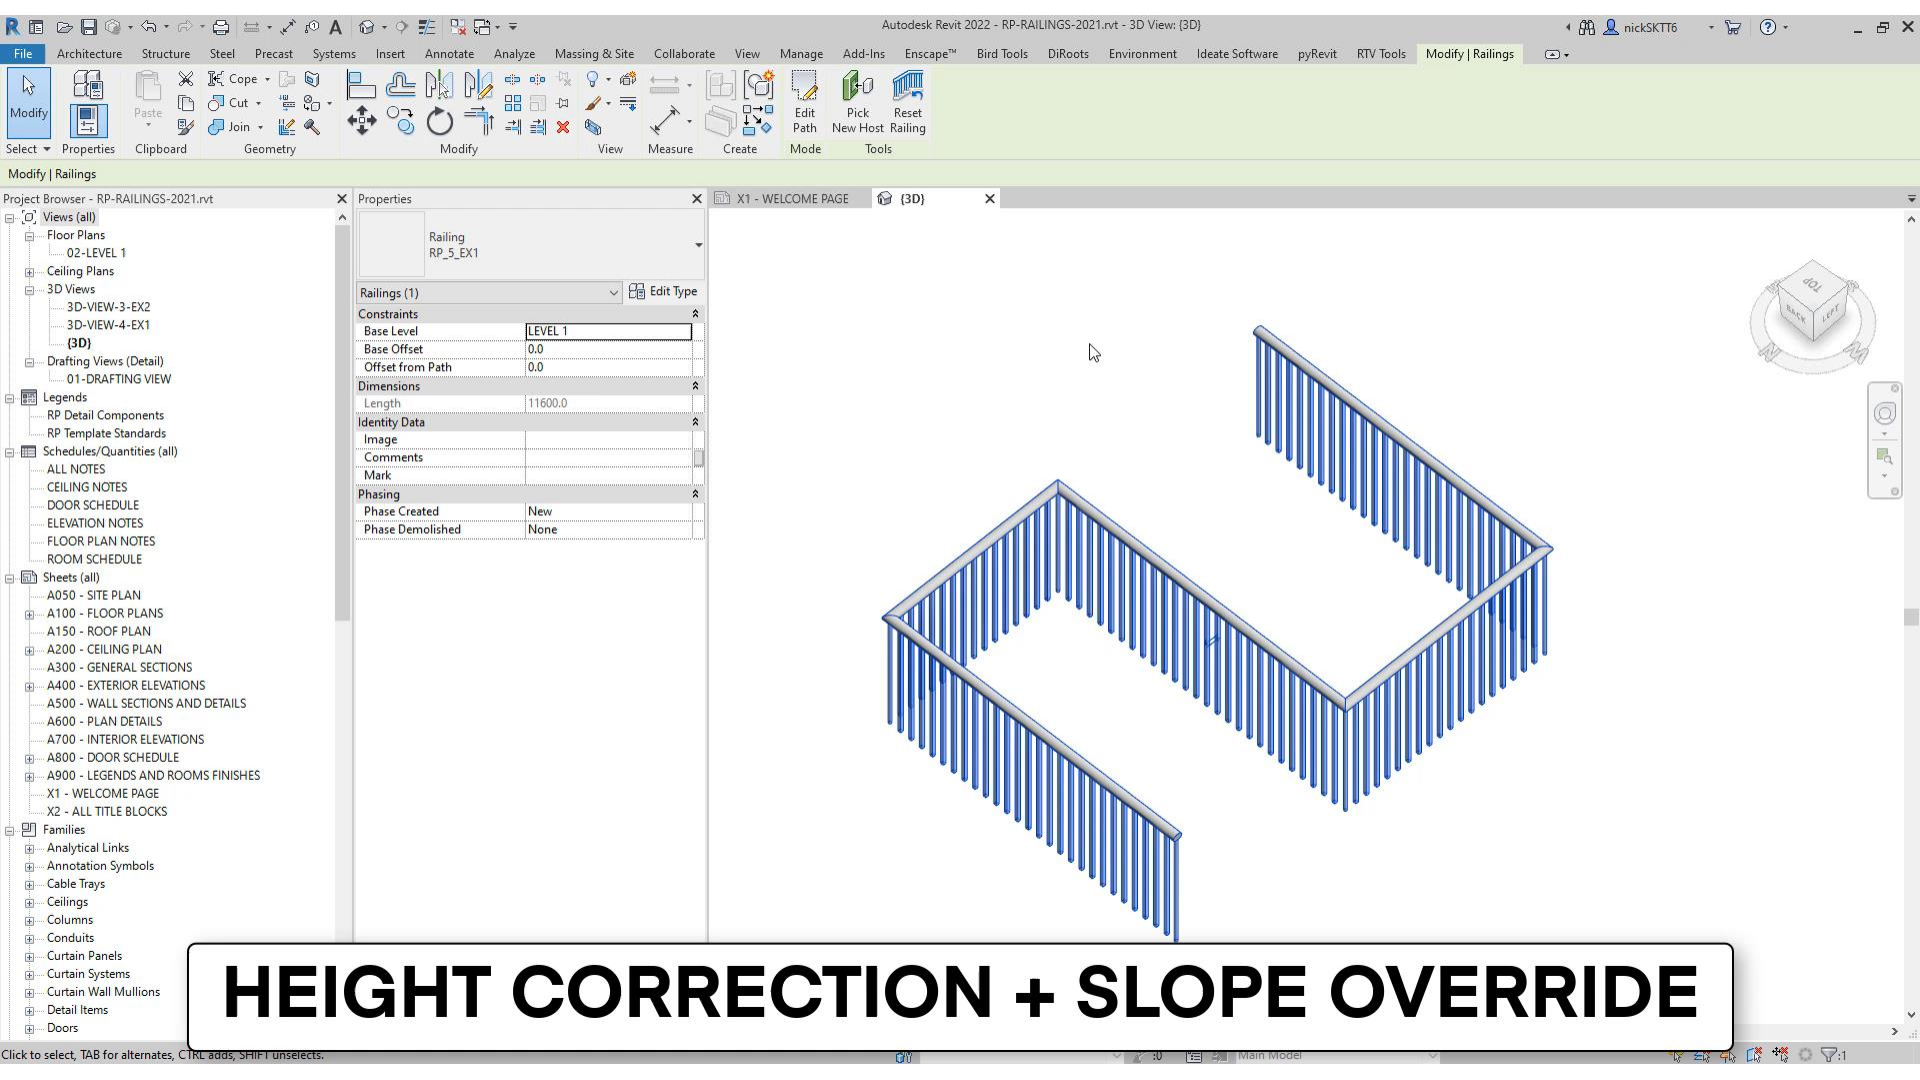 Autodesk Revit 2022 - RP-RAILINGS-2021.rvt - 3D View: {3D}
nickSKTT6
File Architecture Structure Steel Precast Systems Insert Annotate Analyze Massing & Site Collaborate View Manage Add-Ins Enscape™ Bird Tools DiRoots Environment Ideate Software pyRevit RTV Tools Modify | Railings
Modify
Paste
Cope
Cut
Join
Edit Path
Pick New Host
Reset Railing
Select Properties Clipboard Geometry Modify View Measure Create Mode Tools
Modify | Railings
Project Browser - RP-RAILINGS-2021.rvt
Views (all)
Floor Plans
02-LEVEL 1
Ceiling Plans
3D Views
3D-VIEW-3-EX2
3D-VIEW-4-EX1
{3D}
Drafting Views (Detail)
01-DRAFTING VIEW
Legends
RP Detail Components
RP Template Standards
Schedules/Quantities (all)
ALL NOTES
CEILING NOTES
DOOR SCHEDULE
ELEVATION NOTES
FLOOR PLAN NOTES
ROOM SCHEDULE
Sheets (all)
A050 - SITE PLAN
A100 - FLOOR PLANS
A150 - ROOF PLAN
A200 - CEILING PLAN
A300 - GENERAL SECTIONS
A400 - EXTERIOR ELEVATIONS
A500 - WALL SECTIONS AND DETAILS
A600 - PLAN DETAILS
A700 - INTERIOR ELEVATIONS
A800 - DOOR SCHEDULE
A900 - LEGENDS AND ROOMS FINISHES
X1 - WELCOME PAGE
X2 - ALL TITLE BLOCKS
Families
Analytical Links
Annotation Symbols
Cable Trays
Ceilings
Columns
Conduits
Curtain Panels
Curtain Systems
Curtain Wall Mullions
Detail Items
Doors
Properties
Railing
RP_5_EX1
Railings (1) Edit Type
Constraints
Base Level LEVEL 1
Base Offset 0.0
Offset from Path 0.0
Dimensions
Length 11600.0
Identity Data
Image
Comments
Mark
Phasing
Phase Created New
Phase Demolished None
X1 - WELCOME PAGE {3D}
TOP
BACK
LEFT
N
HEIGHT CORRECTION + SLOPE OVERRIDE
Click to select, TAB for alternates, CTRL adds, SHIFT unselects.
:0
Main Model
:1